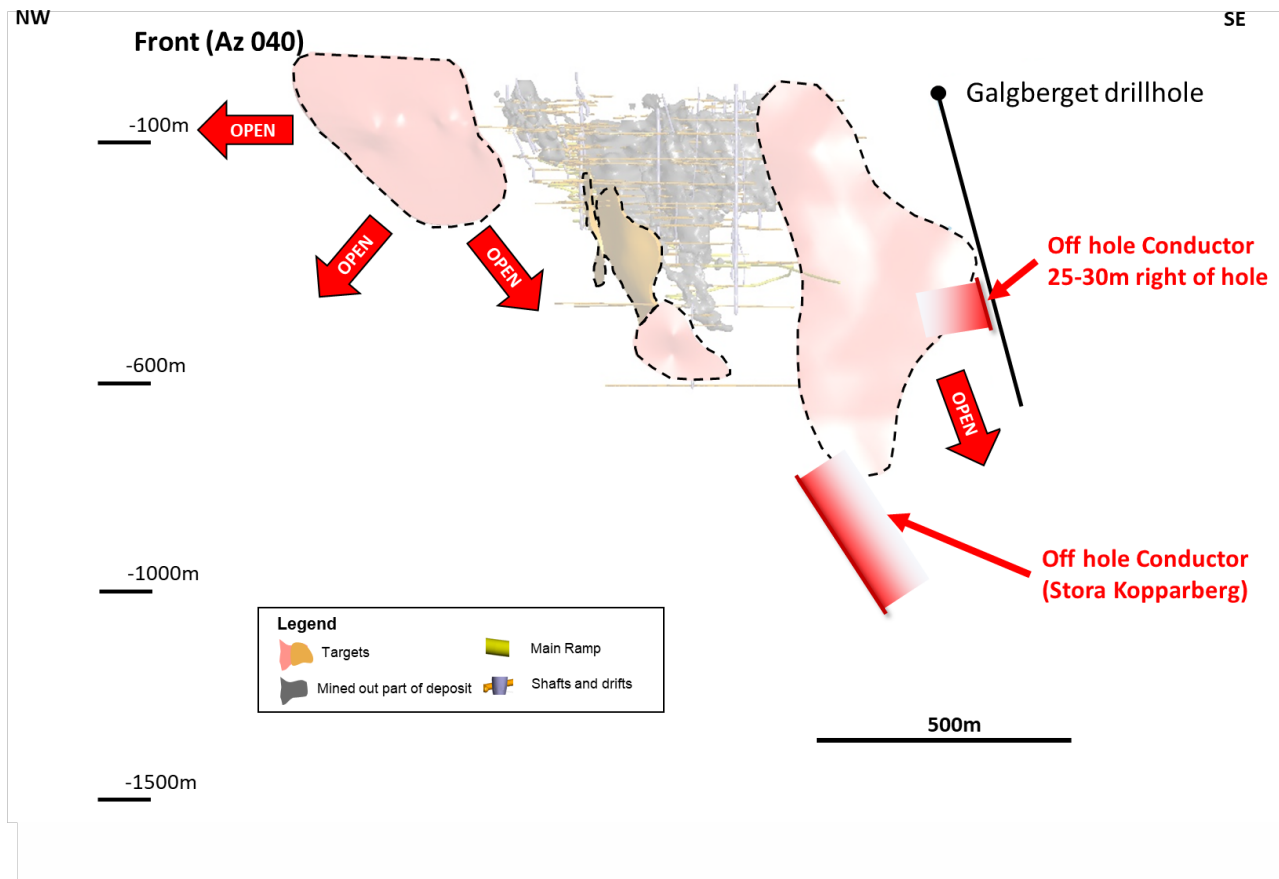 NW
SE
Front (Az 040)
Galgberget drillhole
-100m
OPEN
OPEN
OPEN
Off hole Conductor
25-30m right of hole
-600m
OPEN
Off hole Conductor
(Stora Kopparberg)
-1000m
Legend
Targets
Main Ramp
Mined out part of deposit
Shafts and drifts
500m
-1500m